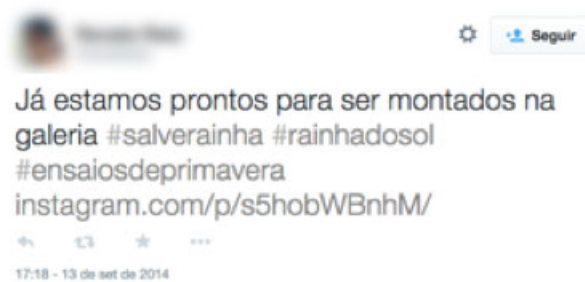 Seguir
Já estamos prontos para ser montados na
galeria #salverainha #rainhadosol
#ensaiosdeprimavera
instagram.com/p/s5hobWBnhM/
17:18 - 13 de set de 2014